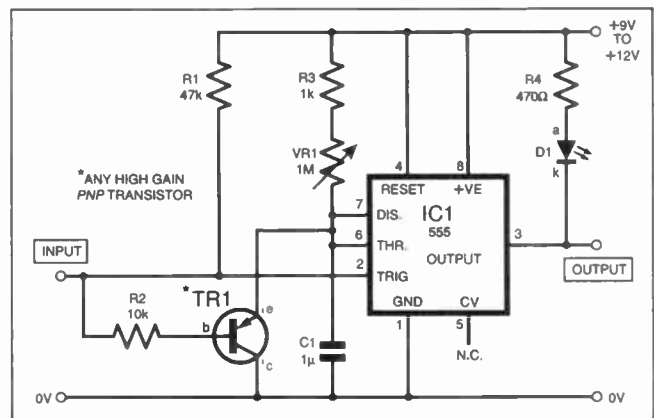 +9V
TO
+12V
R1
47k
R3
1k
R4
470Ω
VR1
1M
a
D1
k
*ANY HIGH GAIN
PNP TRANSISTOR
4
8
RESET
+VE
7
DIS.
IC1
555
6
THR.
3
OUTPUT
INPUT
2
TRIG
OUTPUT
R2
10k
*TR1
b
e
c
GND
CV
1
5
C1
1µ
N.C.
0V
0V